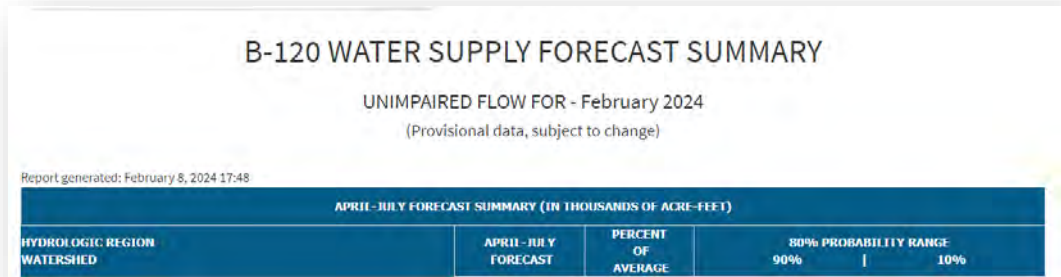 B-120 WATER SUPPLY FORECAST SUMMARY
UNIMPAIRED FLOW FOR - February 2024
(Provisional data, subject to change)
Report generated: February 8, 2024 17:48
APRIL-JULY FORECAST SUMMARY (IN THOUSANDS OF ACRE-FEET)
HYDROLOGIC REGION
WATERSHED
APRIL-JULY
FORECAST
PERCENT
OF
AVERAGE
80% PROBABILITY RANGE
90% | 10%